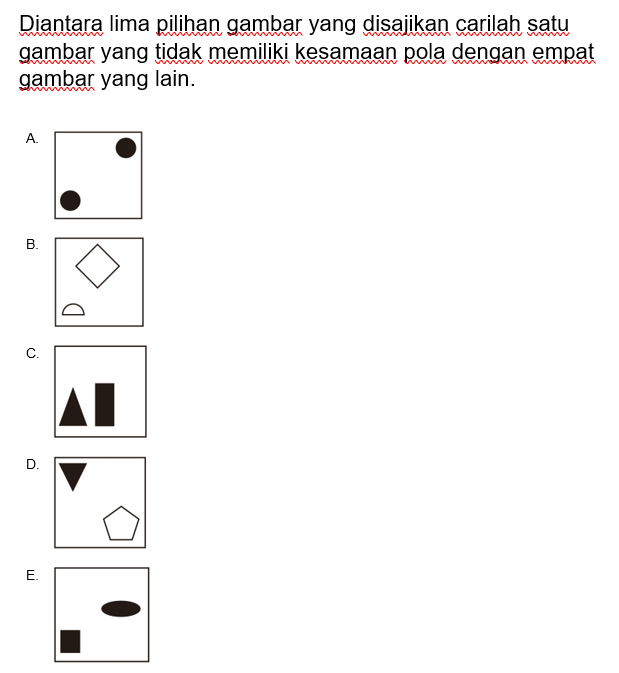 Diantara lima pilihan gambar yang disajikan carilah satu
gambar yang tidak memiliki kesamaan pola dengan empat
gambar yang lain.
A.
B.
C.
D.
E.